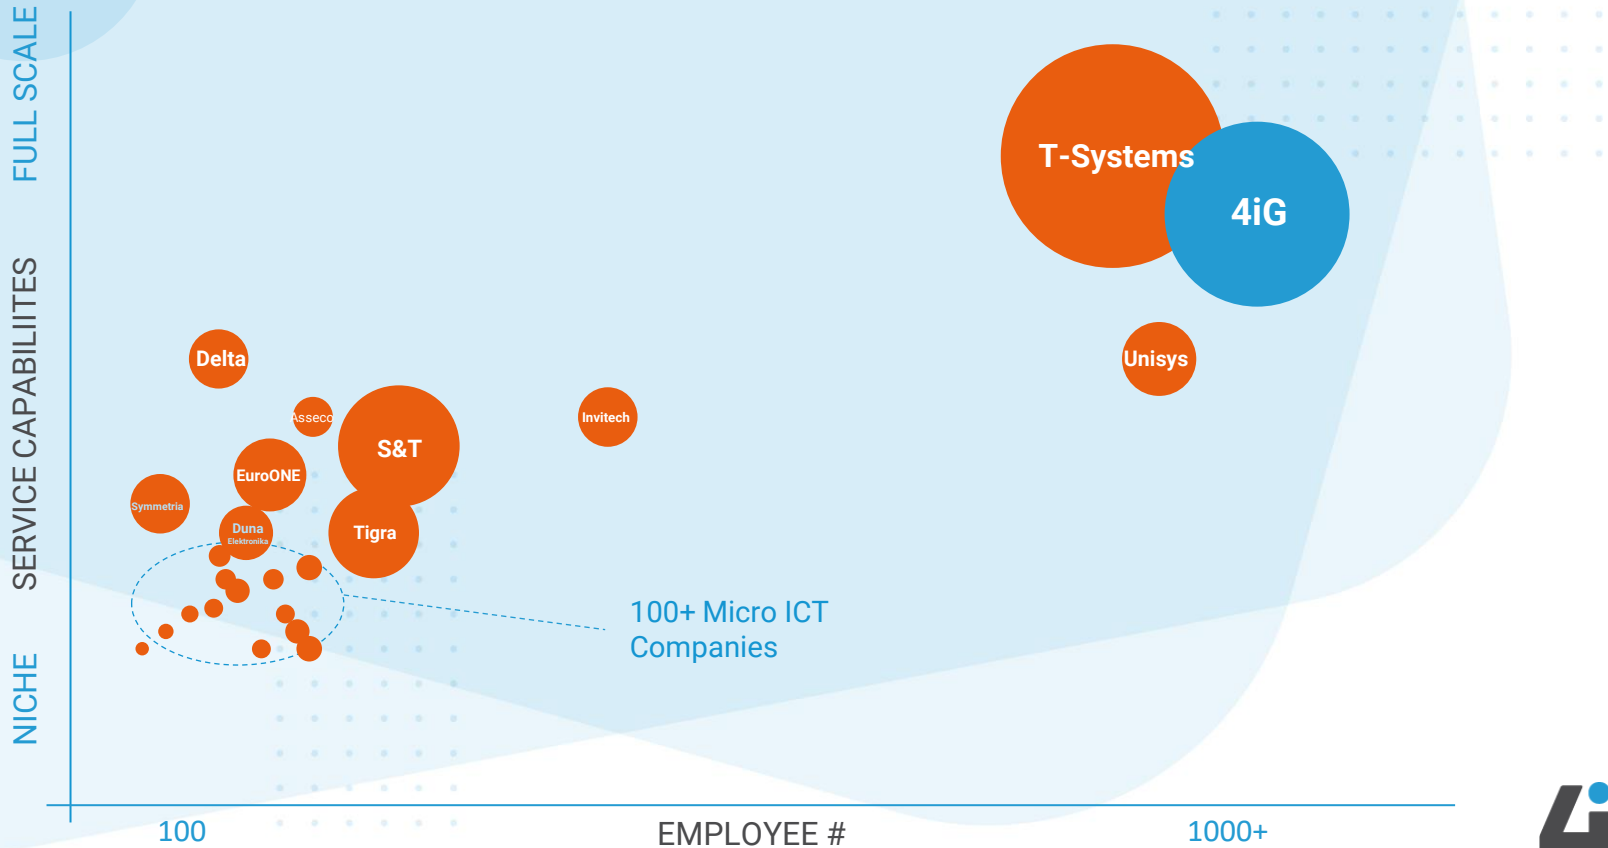 FULL SCALE
SERVICE CAPABILIITES
NICHE
T-Systems
4iG
Unisys
Delta
Asseco
S&T
Invitech
EuroONE
Symmetria
Duna
Elektronika
Tigra
100+ Micro ICT
Companies
100
EMPLOYEE #
1000+
4i